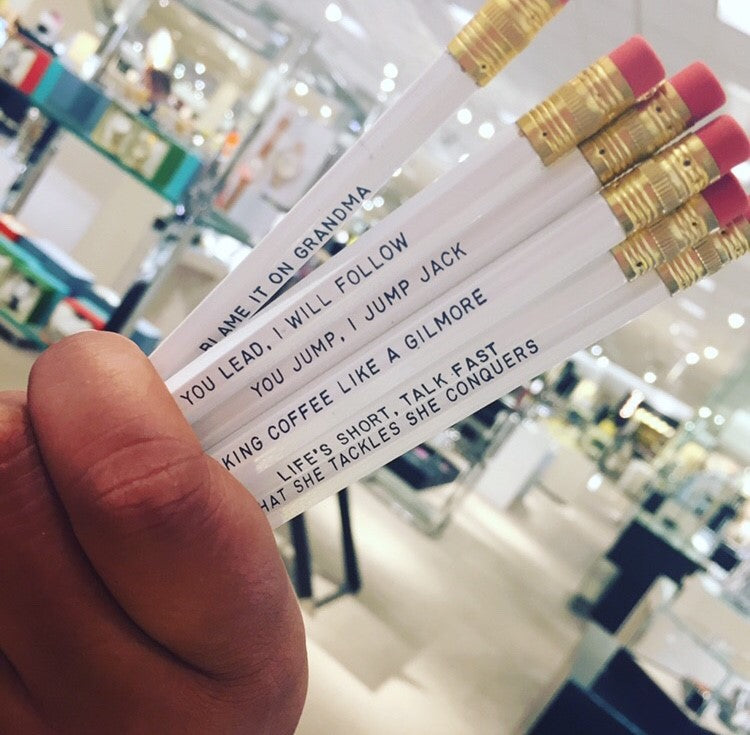 BLAME IT ON GRANDMA
YOU LEAD, I WILL FOLLOW
YOU JUMP, I JUMP JACK
KING COFFEE LIKE A GILMORE
LIFE'S SHORT, TALK FAST
HAT SHE TACKLES SHE CONQUERS